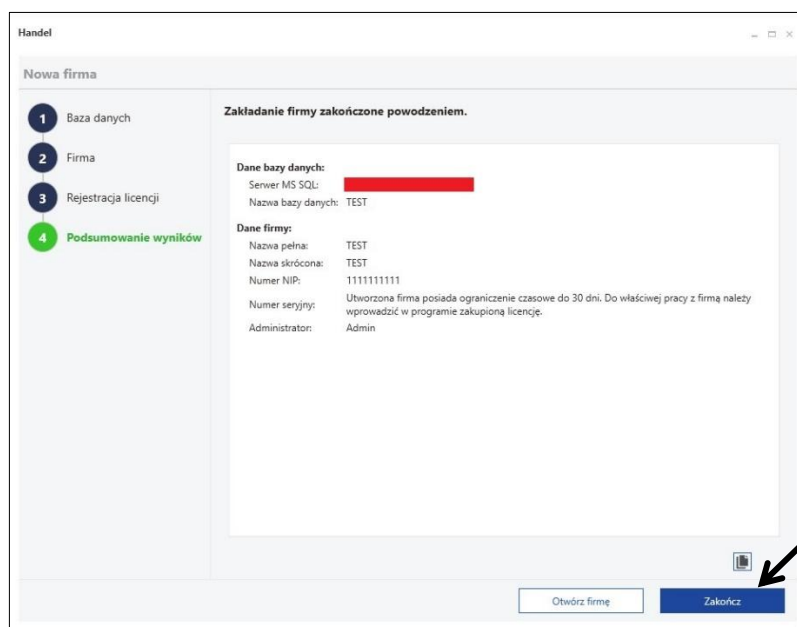 Handel
Nowa firma
1 Baza danych
2 Firma
3 Rejestracja licencji
4 Podsumowanie wyników
Zakładanie firmy zakończone powodzeniem.
Dane bazy danych:
Serwer MS SQL:
Nazwa bazy danych: TEST
Dane firmy:
Nazwa pełna: TEST
Nazwa skrócona: TEST
Numer NIP: 1111111111
Numer seryjny: Utworzona firma posiada ograniczenie czasowe do 30 dni. Do właściwej pracy z firmą należy
wprowadzić w programie zakupioną licencję.
Administrator: Admin
Otwórz firmę Zakończ